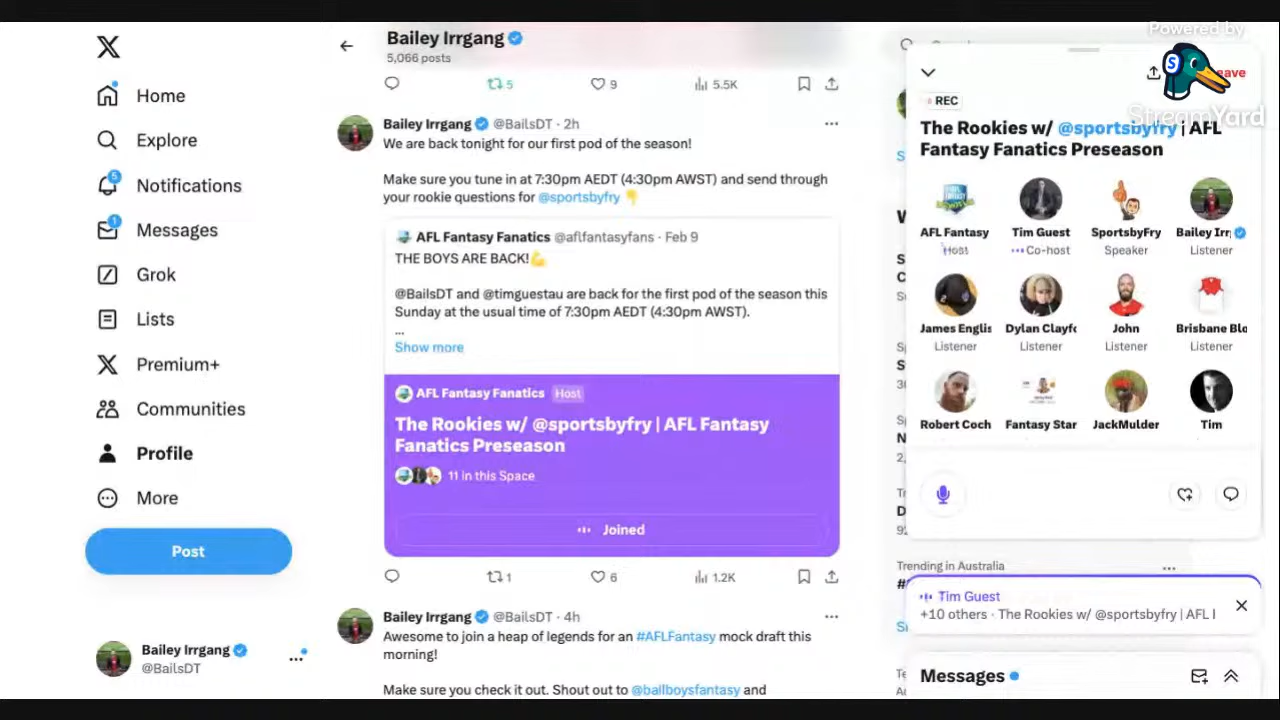 Powered by
StreamYard
Home
Explore
5
Notifications
1
Messages
Grok
Lists
Premium+
Communities
Profile
More
Post
Bailey Irrgang
@BailsDT
Bailey Irrgang
5,066 posts
5
9
5.5K
Bailey Irrgang @BailsDT · 2h
We are back tonight for our first pod of the season!
Make sure you tune in at 7:30pm AEDT (4:30pm AWST) and send through
your rookie questions for @sportsbyfry 👇
AFL Fantasy Fanatics @aflfantasyfans · Feb 9
THE BOYS ARE BACK!💪
@BailsDT and @timguestau are back for the first pod of the season this
Sunday at the usual time of 7:30pm AEDT (4:30pm AWST).
...
Show more
AFL Fantasy Fanatics Host
The Rookies w/ @sportsbyfry | AFL Fantasy
Fanatics Preseason
11 in this Space
Joined
1
6
1.2K
Bailey Irrgang @BailsDT · 4h
Awesome to join a heap of legends for an #AFLFantasy mock draft this
morning!
Make sure you check it out. Shout out to @ballboysfantasy and
REC
The Rookies w/ @sportsbyfry | AFL
Fantasy Fanatics Preseason
AFL Fantasy
Host
Tim Guest
Co-host
SportsbyFry
Speaker
Bailey Irr
Listener
James Englis
Listener
Dylan Clayfo
Listener
John
Listener
Brisbane Blo
Listener
Robert Coch
Fantasy Star
JackMulder
Tim
Trending in Australia
Tim Guest
+10 others · The Rookies w/ @sportsbyfry | AFL
Messages